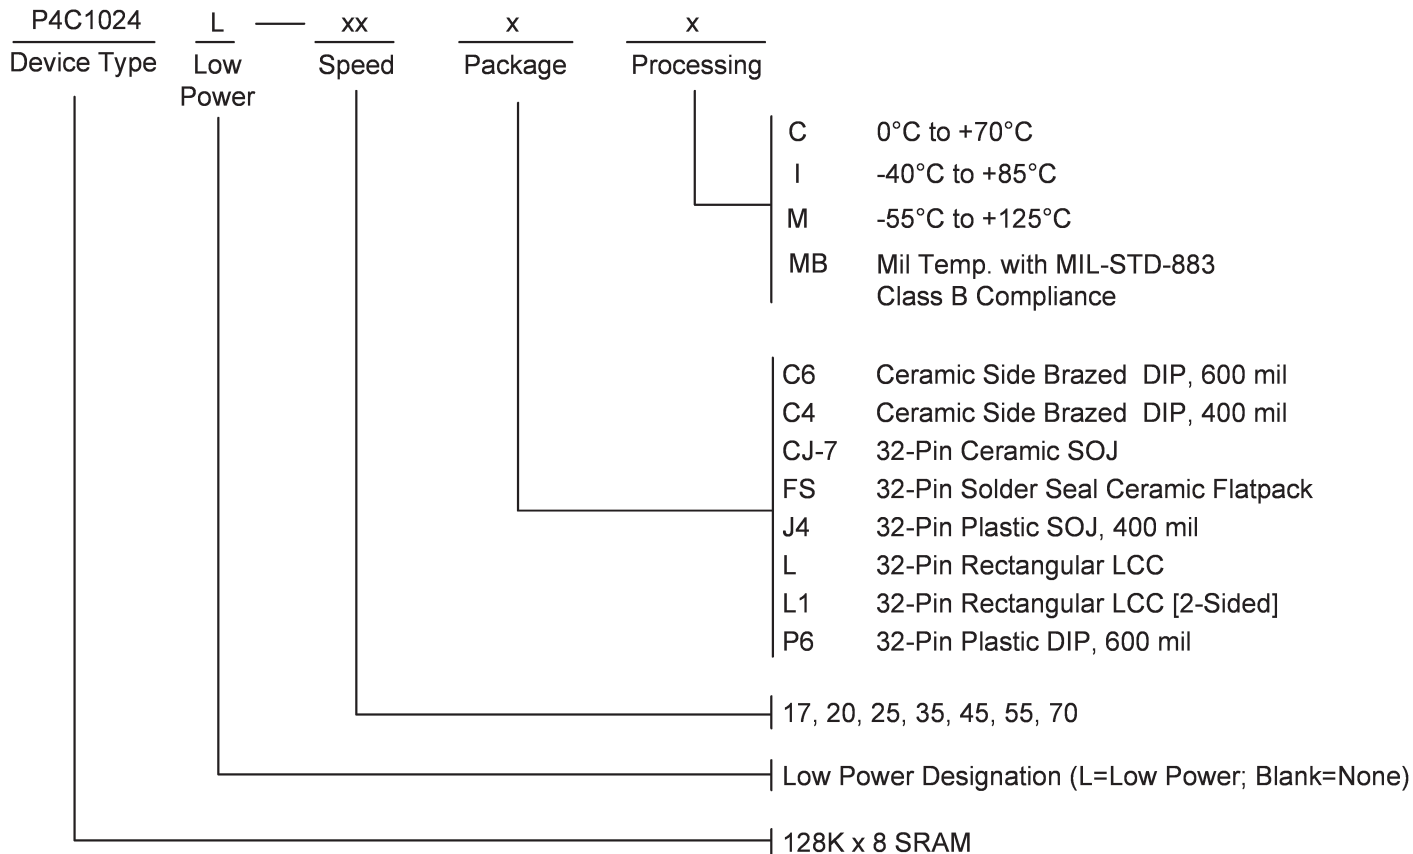 P4C1024 L — xx x x
Device Type Low Power Speed Package Processing
C 0°C to +70°C
I -40°C to +85°C
M -55°C to +125°C
MB Mil Temp. with MIL-STD-883
Class B Compliance
C6 Ceramic Side Brazed DIP, 600 mil
C4 Ceramic Side Brazed DIP, 400 mil
CJ-7 32-Pin Ceramic SOJ
FS 32-Pin Solder Seal Ceramic Flatpack
J4 32-Pin Plastic SOJ, 400 mil
L 32-Pin Rectangular LCC
L1 32-Pin Rectangular LCC [2-Sided]
P6 32-Pin Plastic DIP, 600 mil
17, 20, 25, 35, 45, 55, 70
Low Power Designation (L=Low Power; Blank=None)
128K x 8 SRAM